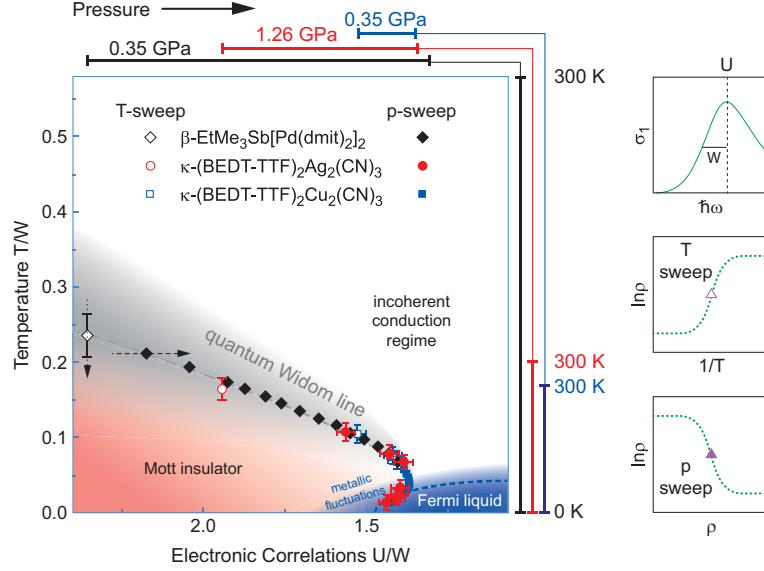 Pressure
0.35 GPa
1.26 GPa
0.35 GPa
T-sweep
p-sweep
β-EtMe3Sb[Pd(dmit)2]2
κ-(BEDT-TTF)2Ag2(CN)3
κ-(BEDT-TTF)2Cu2(CN)3
0.5
0.4
0.3
0.2
0.1
0.0
Temperature T/W
quantum Widom line
incoherent
conduction
regime
Mott insulator
metallic
fluctuations
Fermi liquid
2.0
1.5
Electronic Correlations U/W
300 K
300 K
300 K
0 K
U
σ1
W
ħω
T
sweep
lnρ
1/T
lnρ
p
sweep
ρ